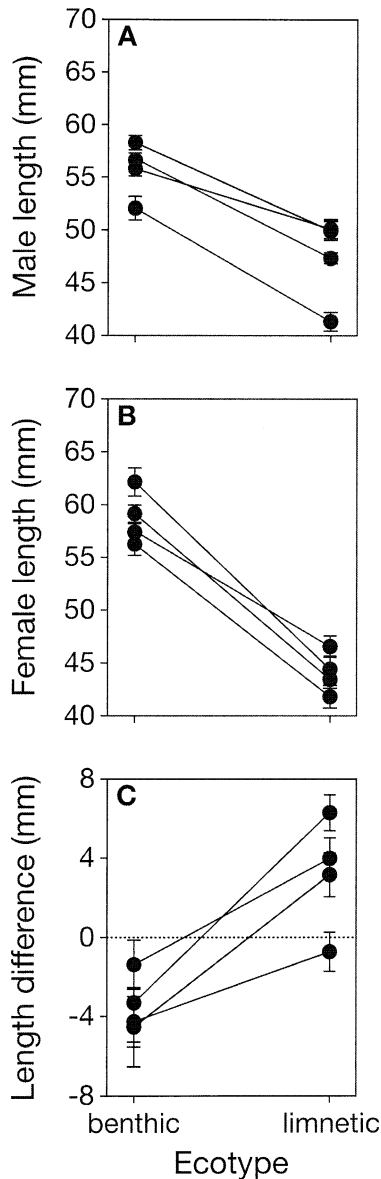 A
Male length (mm)
70
65
60
55
50
45
40
B
Female length (mm)
70
65
60
55
50
45
40
C
Length difference (mm)
8
4
0
-4
-8
benthic limnetic
Ecotype